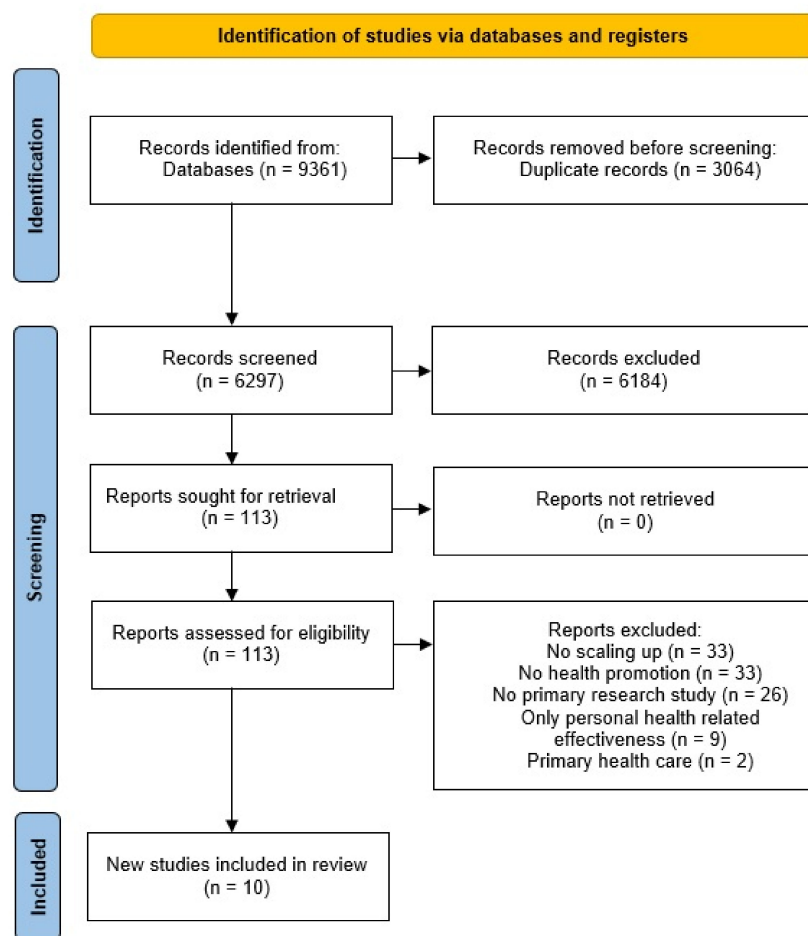 Identification of studies via databases and registers
Identification
Records identified from:
Databases (n = 9361)
Records removed before screening:
Duplicate records (n = 3064)
Screening
Records screened
(n = 6297)
Records excluded
(n = 6184)
Reports sought for retrieval
(n = 113)
Reports not retrieved
(n = 0)
Reports assessed for eligibility
(n = 113)
Reports excluded:
No scaling up (n = 33)
No health promotion (n = 33)
No primary research study (n = 26)
Only personal health related
effectiveness (n = 9)
Primary health care (n = 2)
Included
New studies included in review
(n = 10)